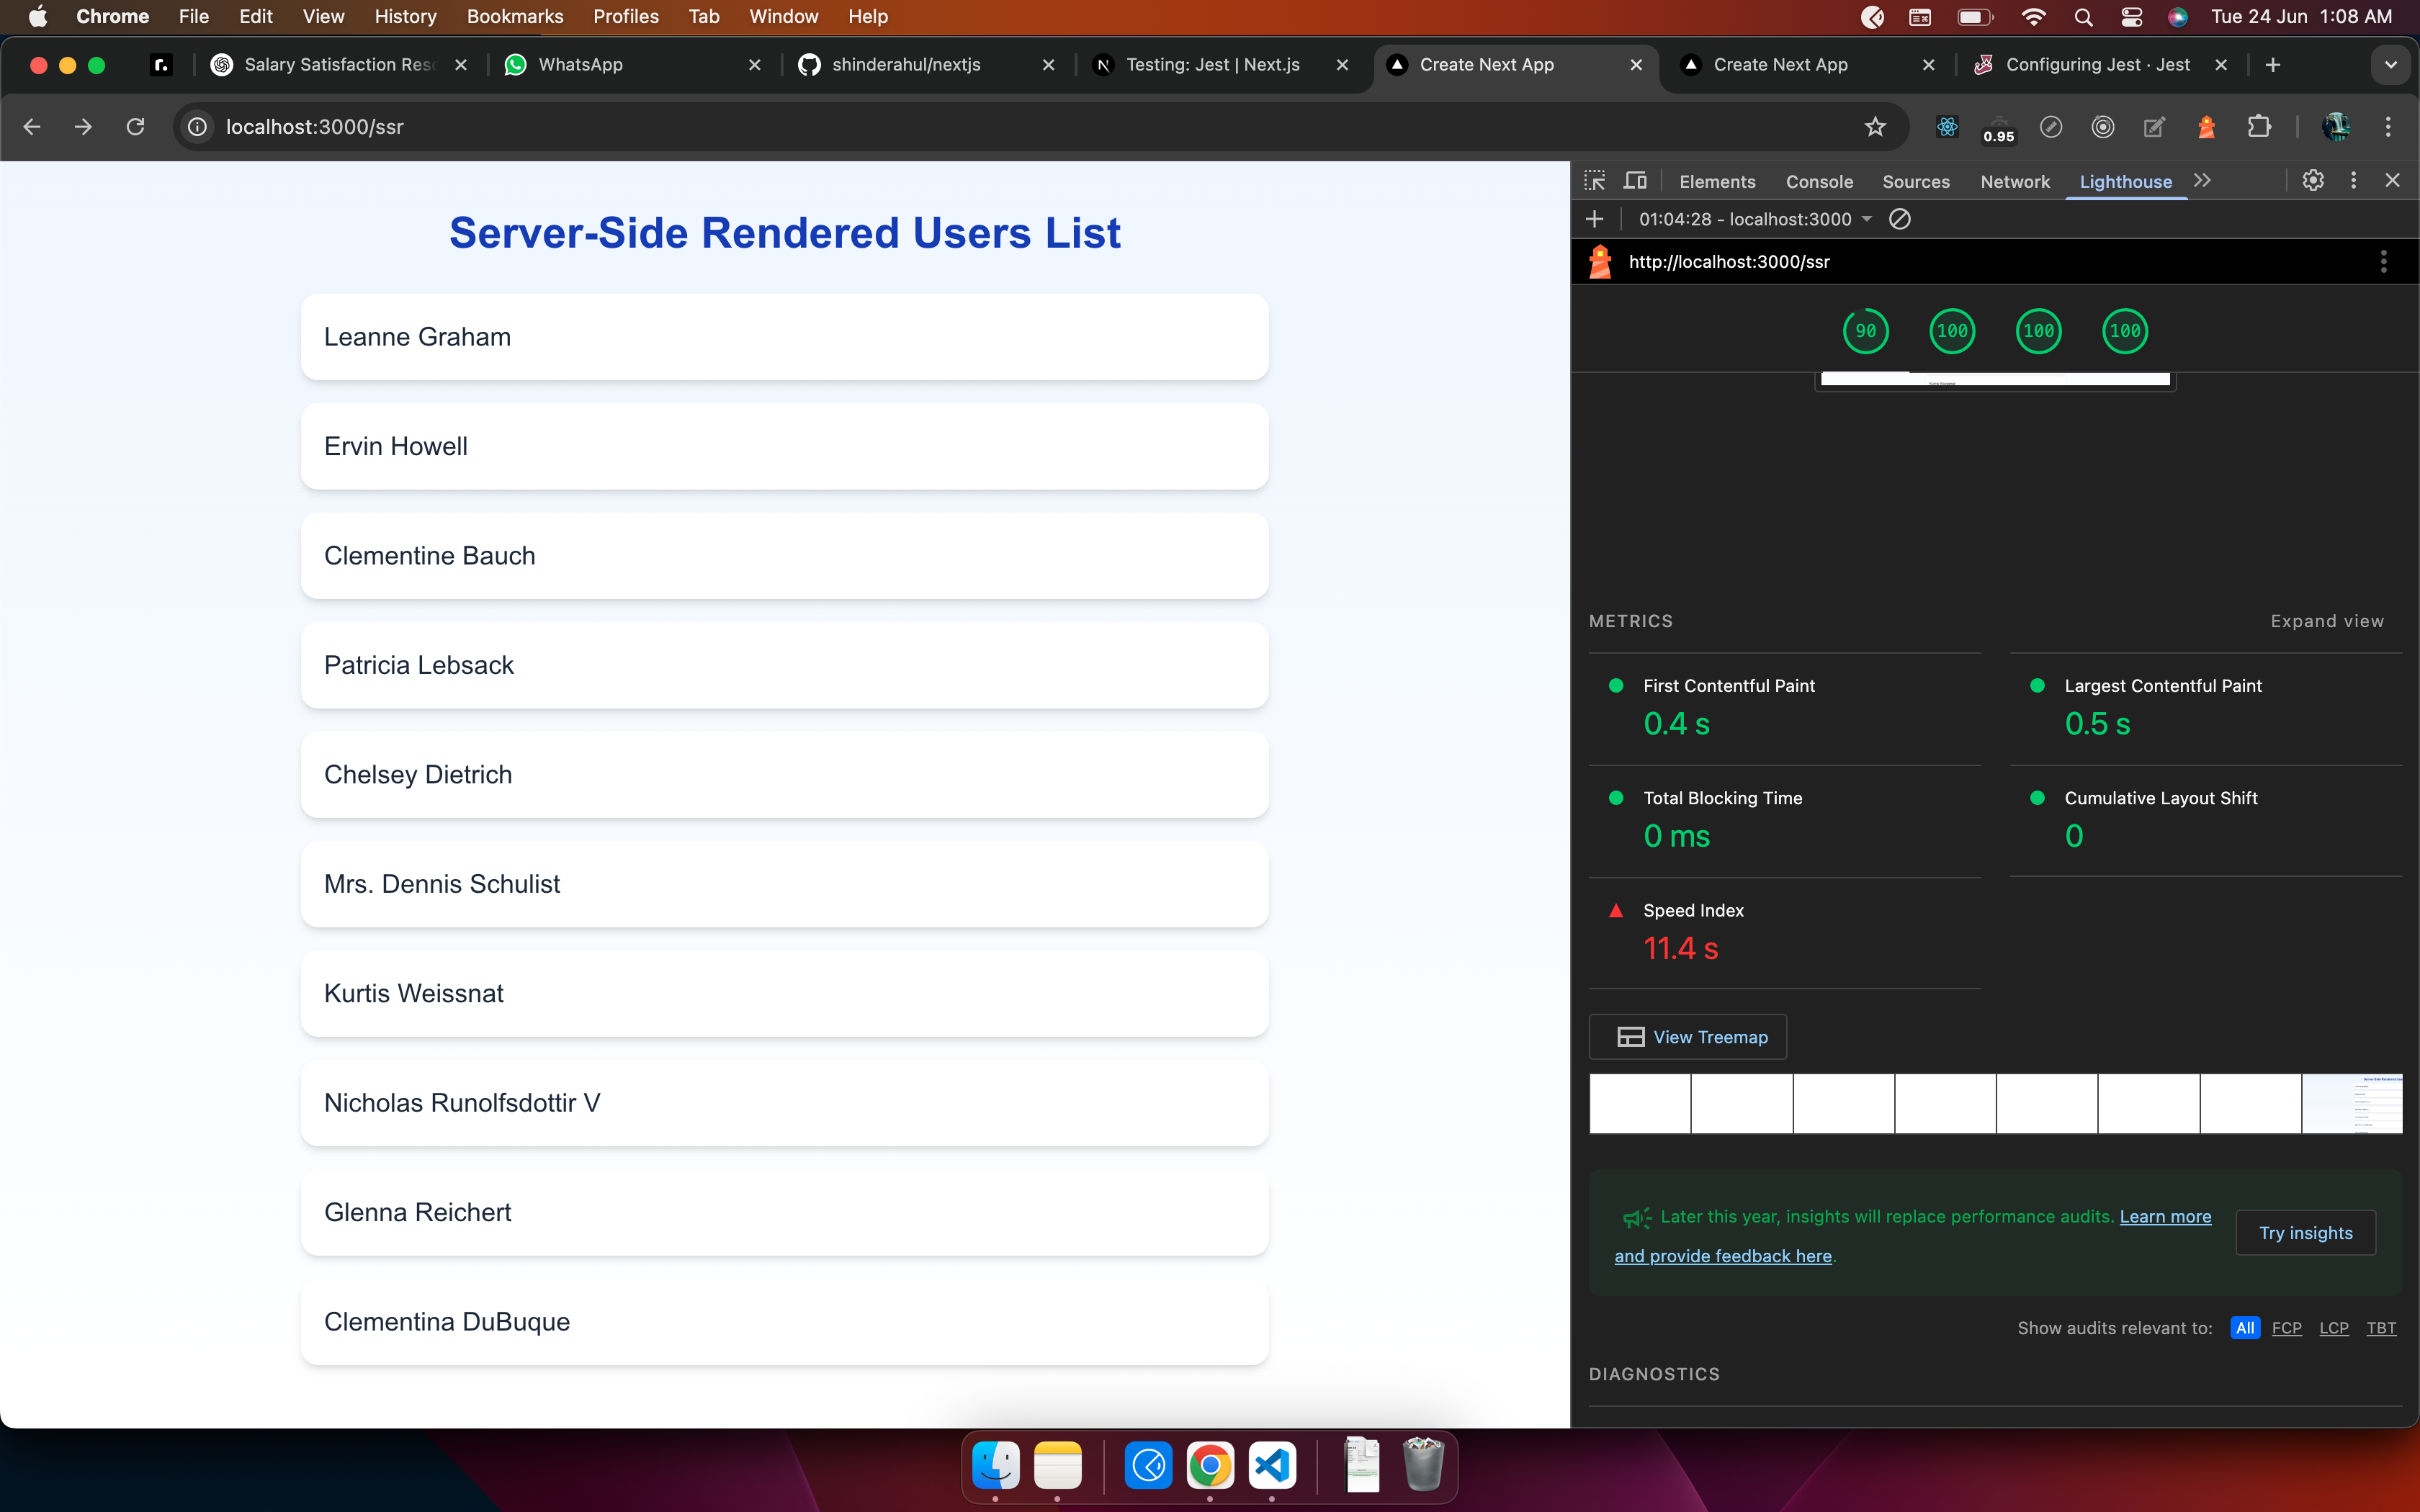 Chrome File Edit View History Bookmarks Profiles Tab Window Help Tue 24 Jun 1:08 AM
r. Salary Satisfaction Res WhatsApp shinderahul/nextjs N Testing: Jest | Next.js Create Next App Create Next App Configuring Jest · Jest
localhost:3000/ssr 0.95
Server-Side Rendered Users List
Leanne Graham
Ervin Howell
Clementine Bauch
Patricia Lebsack
Chelsey Dietrich
Mrs. Dennis Schulist
Kurtis Weissnat
Nicholas Runolfsdottir V
Glenna Reichert
Clementina DuBuque
Elements Console Sources Network Lighthouse
01:04:28 - localhost:3000
http://localhost:3000/ssr
90 100 100 100
METRICS Expand view
First Contentful Paint
0.4 s
Largest Contentful Paint
0.5 s
Total Blocking Time
0 ms
Cumulative Layout Shift
0
Speed Index
11.4 s
View Treemap
Server-Side Rendered
Later this year, insights will replace performance audits. Learn more
and provide feedback here.
Try insights
Show audits relevant to: All FCP LCP TBT
DIAGNOSTICS